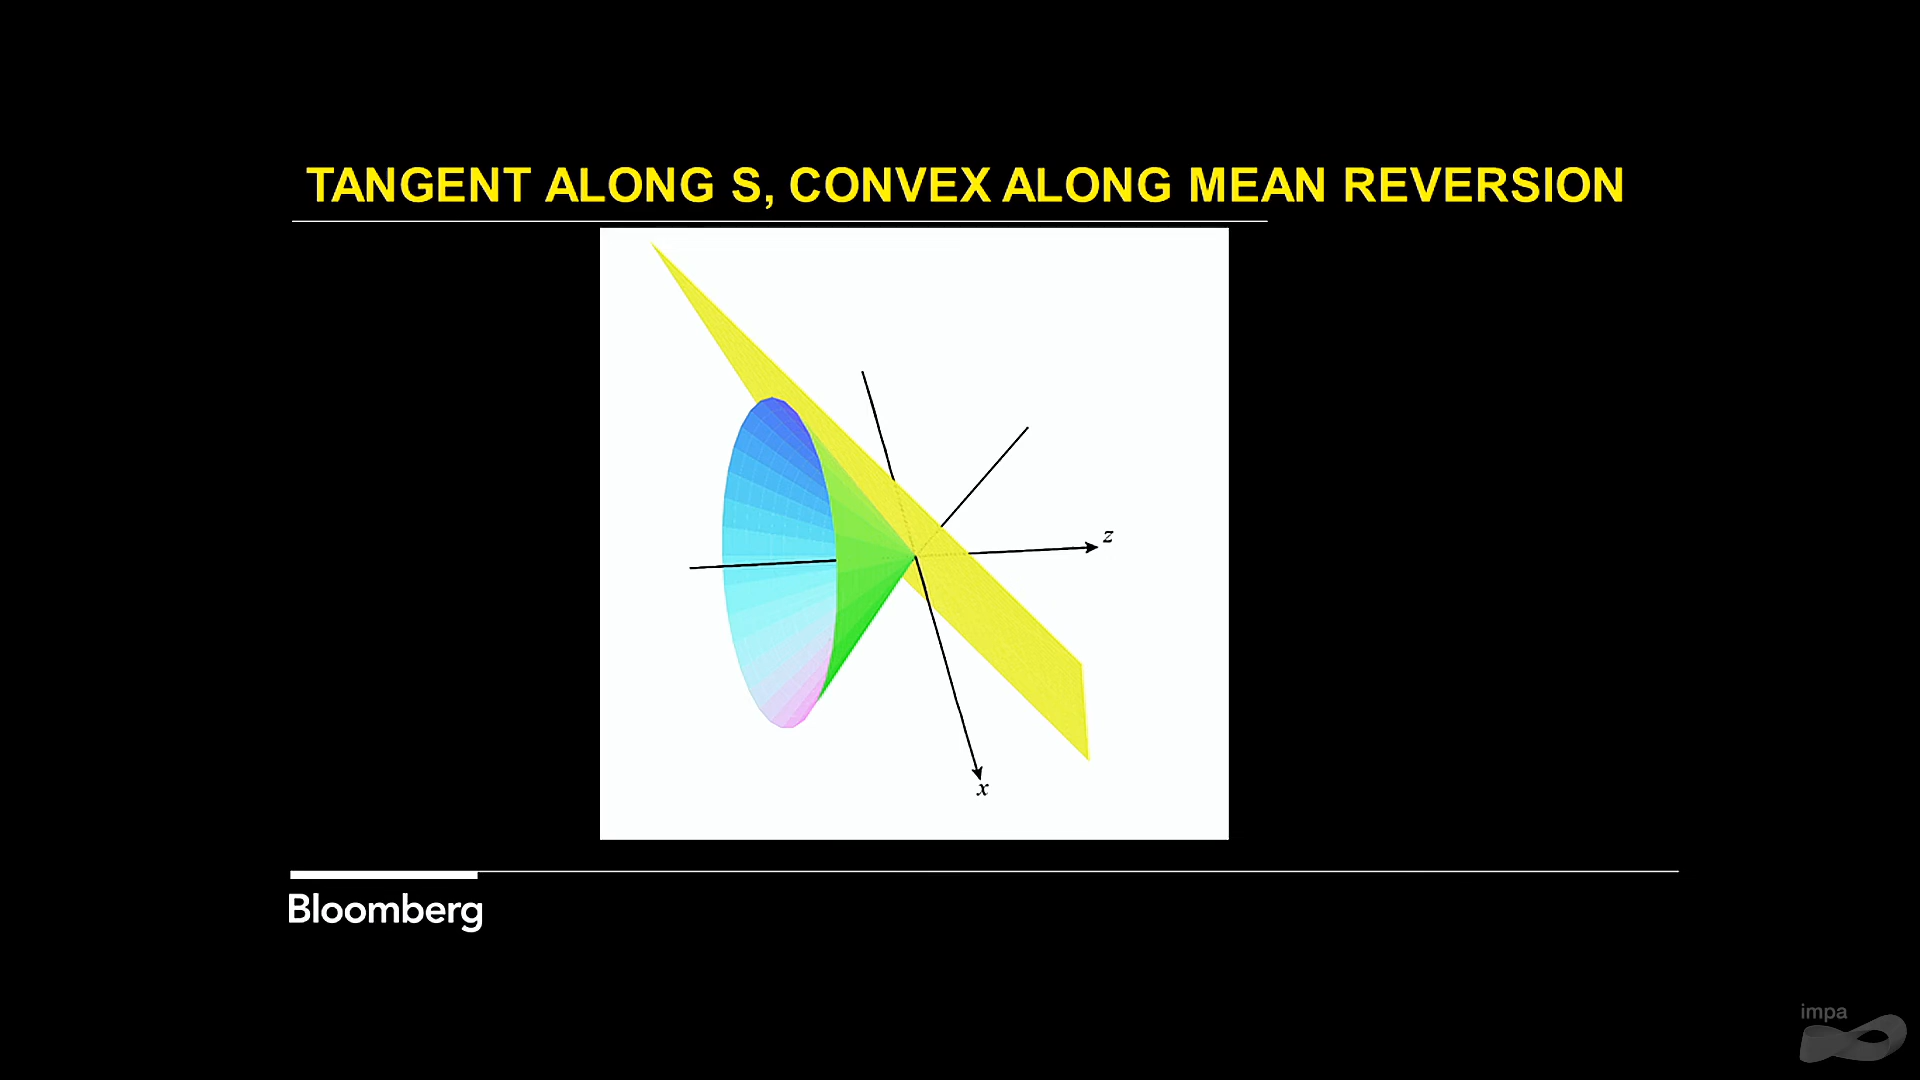 TANGENT ALONG S, CONVEX ALONG MEAN REVERSION
z
x
Bloomberg
impa